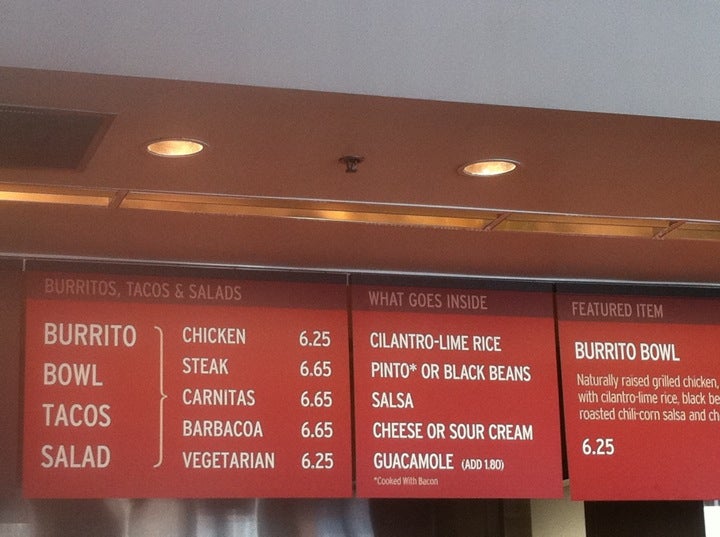 BURRITOS, TACOS & SALADS
BURRITO
BOWL
TACOS
SALAD
CHICKEN 6.25
STEAK 6.65
CARNITAS 6.65
BARBACOA 6.65
VEGETARIAN 6.25
WHAT GOES INSIDE
CILANTRO-LIME RICE
PINTO* OR BLACK BEANS
SALSA
CHEESE OR SOUR CREAM
GUACAMOLE (ADD 1.80)
*Cooked With Bacon
FEATURED ITEM
BURRITO BOWL
Naturally raised grilled chicken,
with cilantro-lime rice, black be
roasted chili-corn salsa and ch
6.25